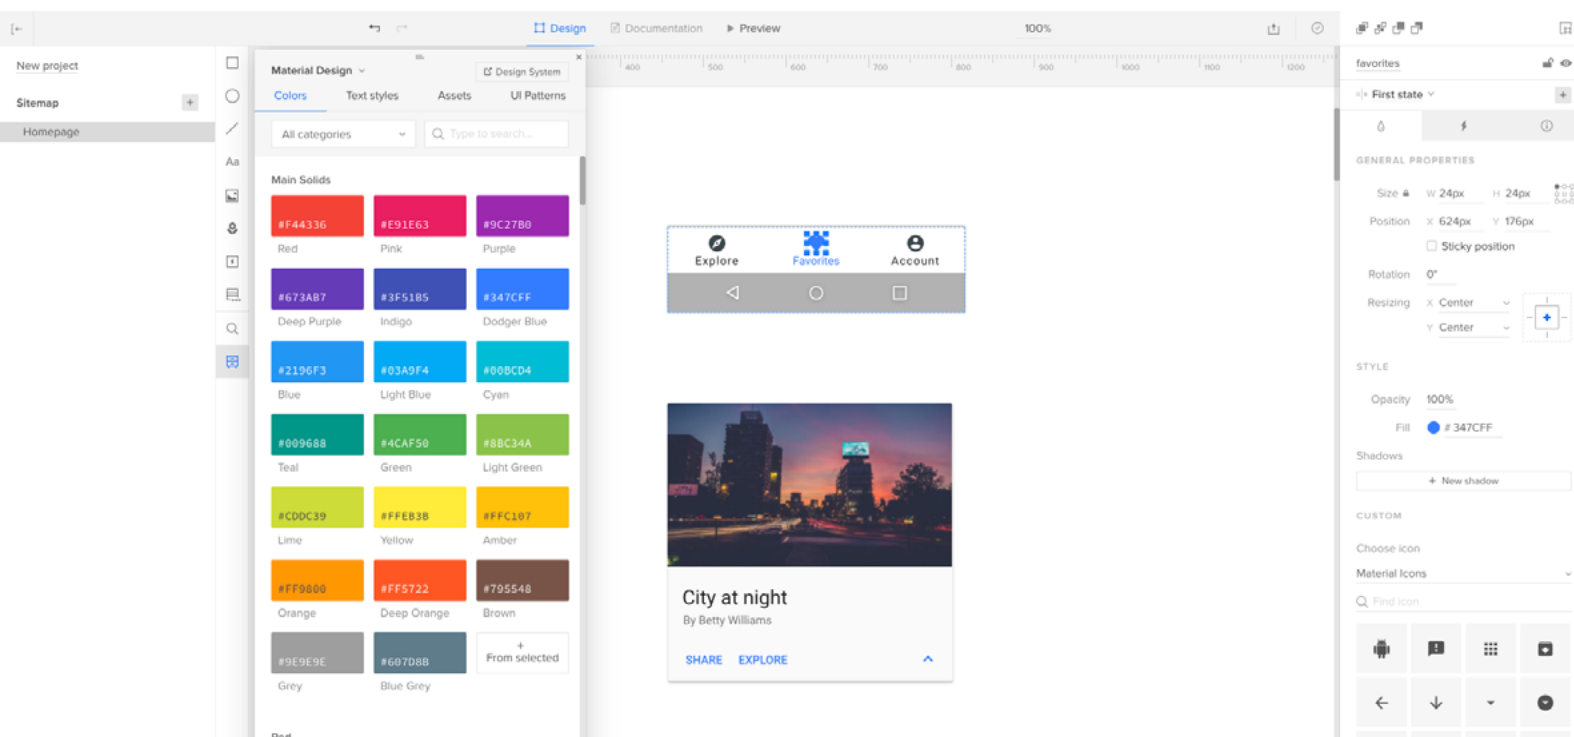 Design
Documentation
Preview
100%
New project
Sitemap
+
Homepage
Aa
Material Design
Design System
Colors
Text styles
Assets
UI Patterns
All categories
Type to search...
Main Solids
#F44336
#E91E63
#9C27B0
Red
Pink
Purple
#673AB7
#3F51B5
#347CFF
Deep Purple
Indigo
Dodger Blue
#2196F3
#03A9F4
#00BCD4
Blue
Light Blue
Cyan
#009688
#4CAF50
#8BC34A
Teal
Green
Light Green
#CDDC39
#FFEB3B
#FFC107
Lime
Yellow
Amber
#FF9800
#FF5722
#795548
Orange
Deep Orange
Brown
#9E9E9E
#607D8B
+
From selected
Grey
Blue Grey
400
500
600
700
800
900
1000
1100
1200
Explore
Favorites
Account
City at night
By Betty Williams
SHARE
EXPLORE
favorites
First state
+
GENERAL PROPERTIES
Size W 24px H 24px
Position X 624px Y 176px
Sticky position
Rotation 0°
Resizing X Center
Y Center
STYLE
Opacity 100%
Fill # 347CFF
Shadows
+ New shadow
CUSTOM
Choose icon
Material Icons
Find icon